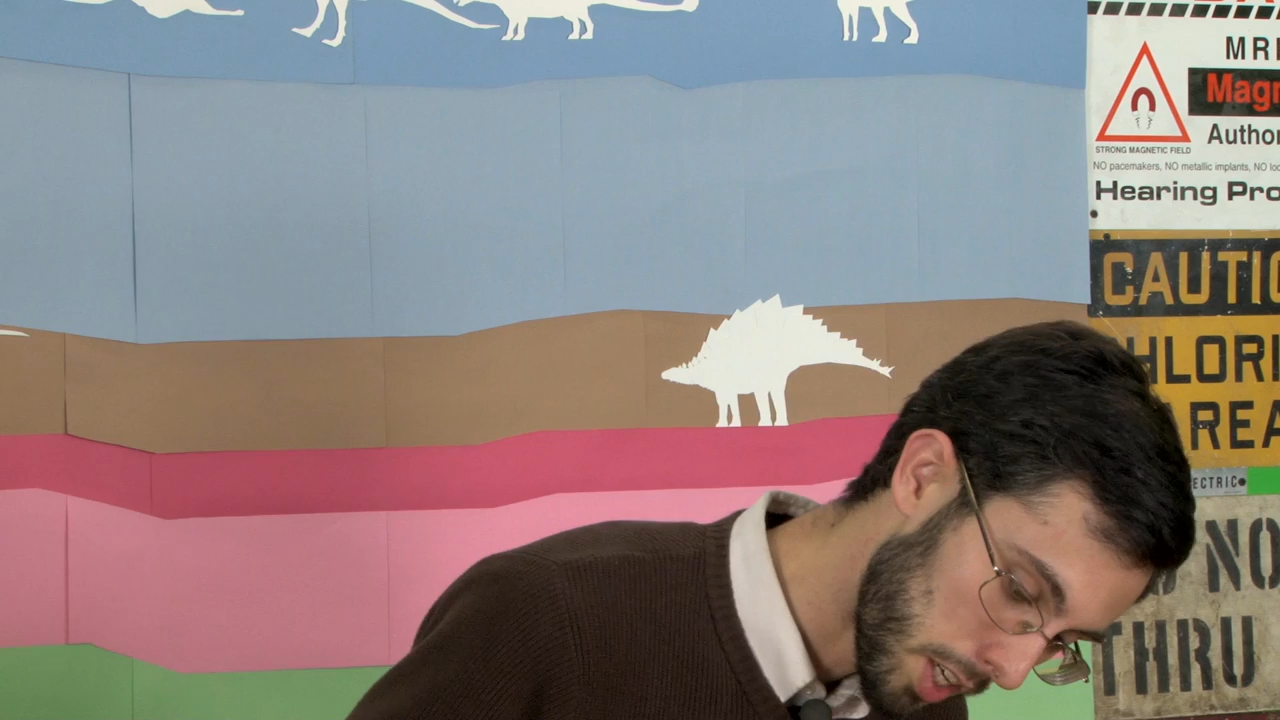 MRI
Magn
STRONG MAGNETIC FIELD
Author
NO pacemakers, NO metallic implants, NO loo
Hearing Pro
CAUTIO
HLORI
REA
ECTRIC
NO
THRU